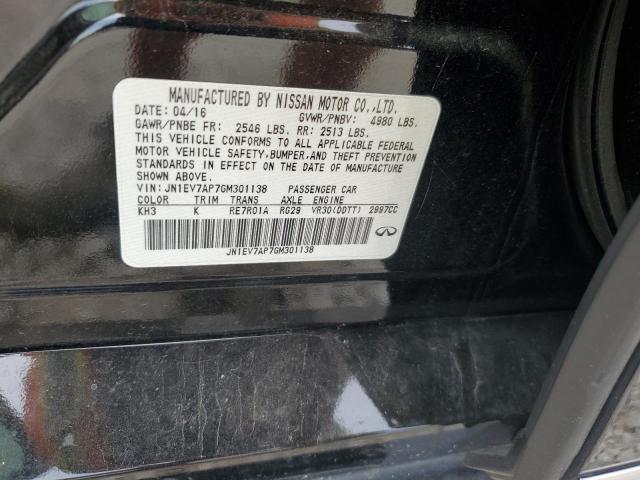 MANUFACTURED BY NISSAN MOTOR CO.,LTD.
DATE: 04/16 GVWR/PNBV: 4980 LBS.
GAWR/PNBE FR: 2546 LBS. RR: 2513 LBS.
THIS VEHICLE CONFORMS TO ALL APPLICABLE FEDERAL
MOTOR VEHICLE SAFETY,BUMPER,AND THEFT PREVENTION
STANDARDS IN EFFECT ON THE DATE OF MANUFACTURE
SHOWN ABOVE.
VIN: JN1EV7AP7GM301138 PASSENGER CAR
COLOR TRIM TRANS AXLE ENGINE
KH3 K RE7R01A RG29 VR30(DDTT) 2997CC
JN1EV7AP7GM301138